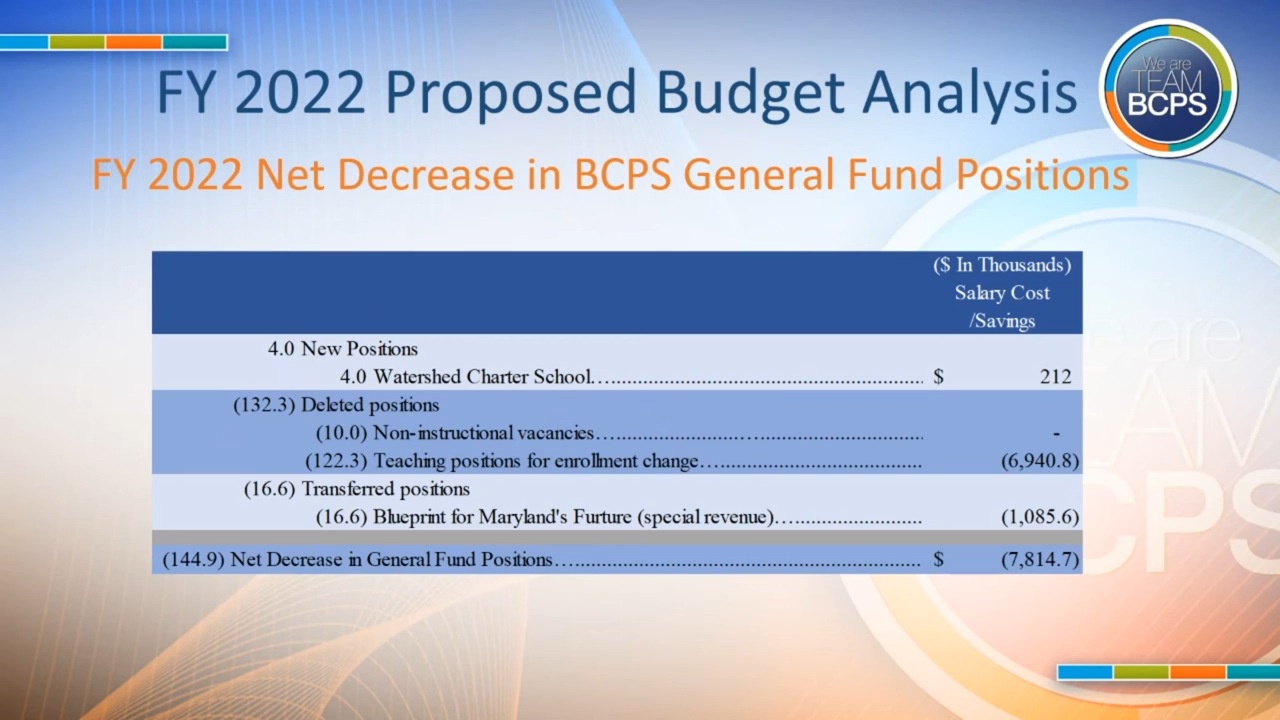 FY 2022 Proposed Budget Analysis
We are
TEAM
BCPS
FY 2022 Net Decrease in BCPS General Fund Positions
($ In Thousands)
Salary Cost
/Savings
4.0 New Positions
4.0 Watershed Charter School................................................................ $ 212
(132.3) Deleted positions
(10.0) Non-instructional vacancies................................................................ -
(122.3) Teaching positions for enrollment change........................................ (6,940.8)
(16.6) Transferred positions
(16.6) Blueprint for Maryland's Furture (special revenue)........................... (1,085.6)
(144.9) Net Decrease in General Fund Positions................................................................ $ (7,814.7)
We are
TEAM
BCPS